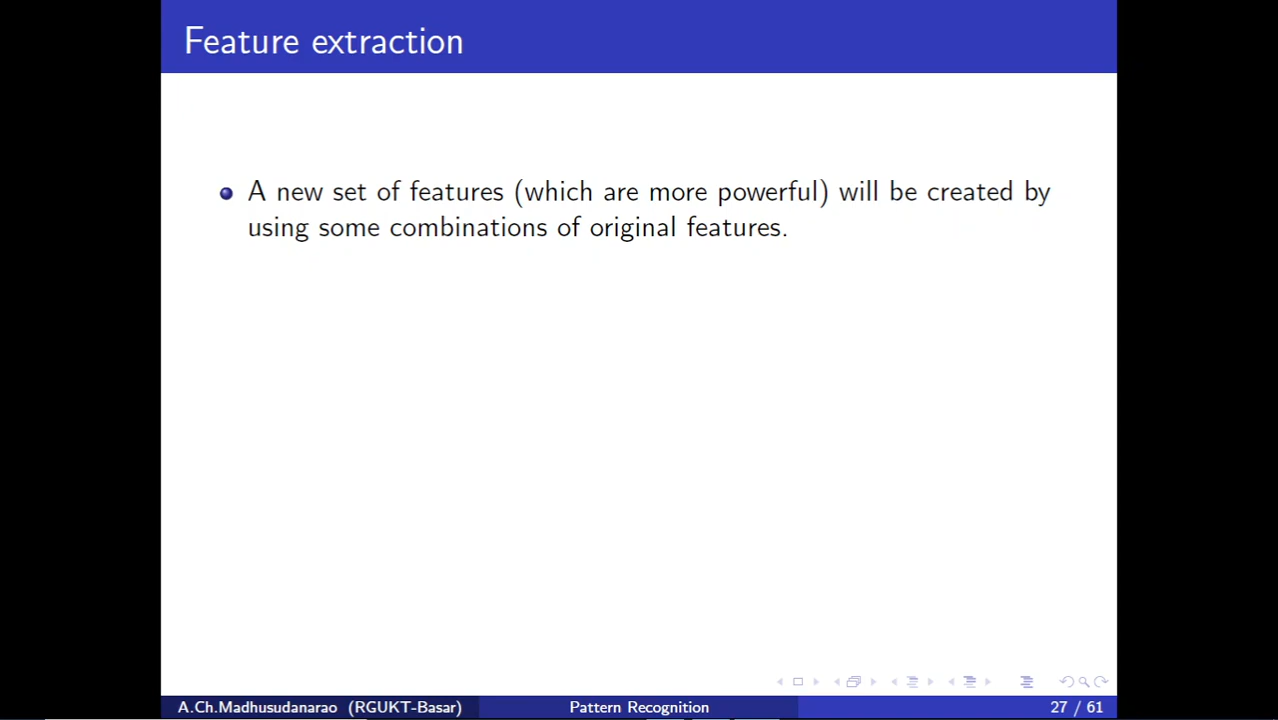 Feature extraction
A new set of features (which are more powerful) will be created by
using some combinations of original features.
A.Ch.Madhusudanarao (RGUKT-Basar)
Pattern Recognition
27 / 61